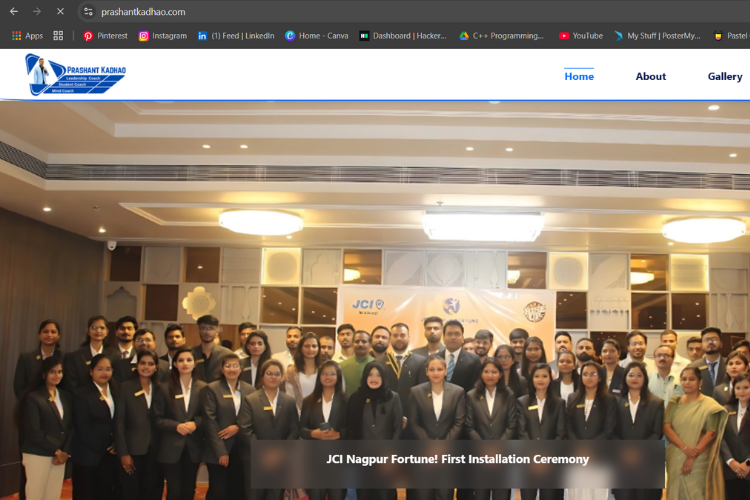 prashantkadhao.com
Apps
Pinterest
Instagram
(1) Feed | LinkedIn
Home - Canva
Dashboard | Hacker...
C++ Programming...
YouTube
My Stuff | PosterMy...
Pastel
PRASHANT KADHAO
Leadership Coach
Student Coach
Mind Coach
Home
About
Gallery
JCI
JCI Nagpur Fortune! First Installation Ceremony